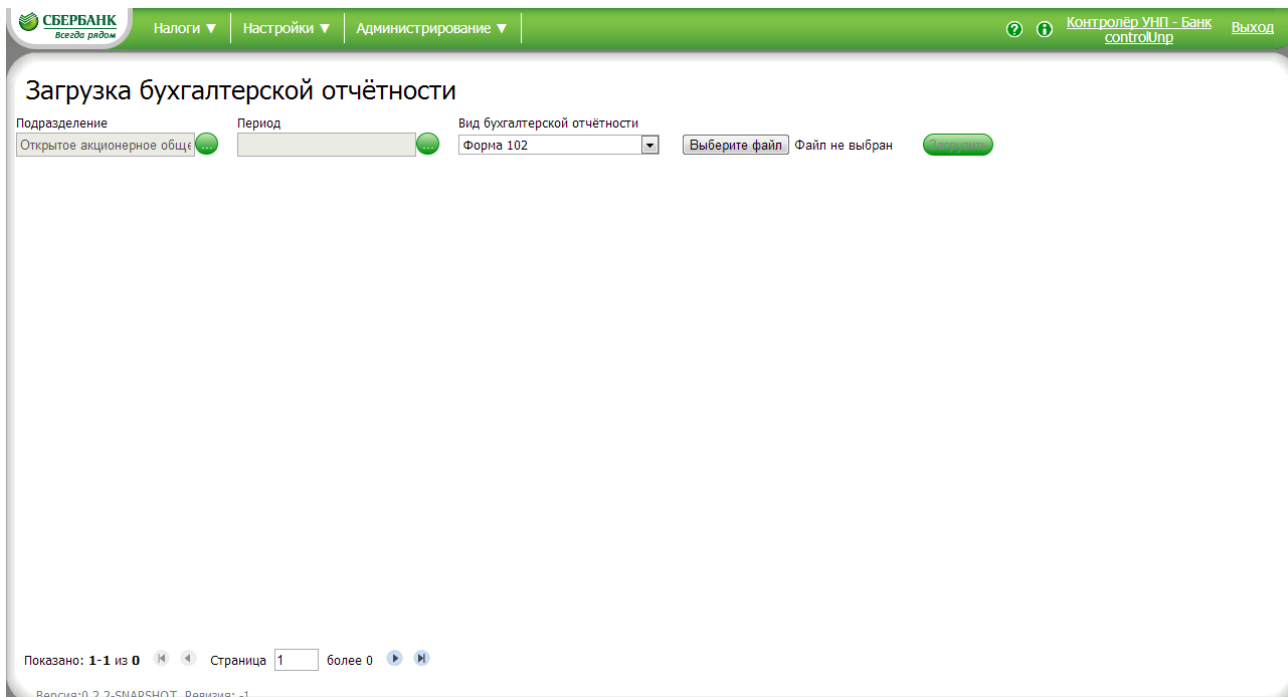 СБЕРБАНК
Всегда рядом
Налоги ▼ Настройки ▼ Администрирование ▼
Контролёр УНП - Банк
controlUnp
Выход
Загрузка бухгалтерской отчётности
Подразделение Период Вид бухгалтерской отчётности
Открытое акционерное обще ... ... Форма 102 Выберите файл Файл не выбран Загрузить
Показано: 1-1 из 0 Страница 1 более 0
Версия:0.2.2-SNAPSHOT Ревизия: -1